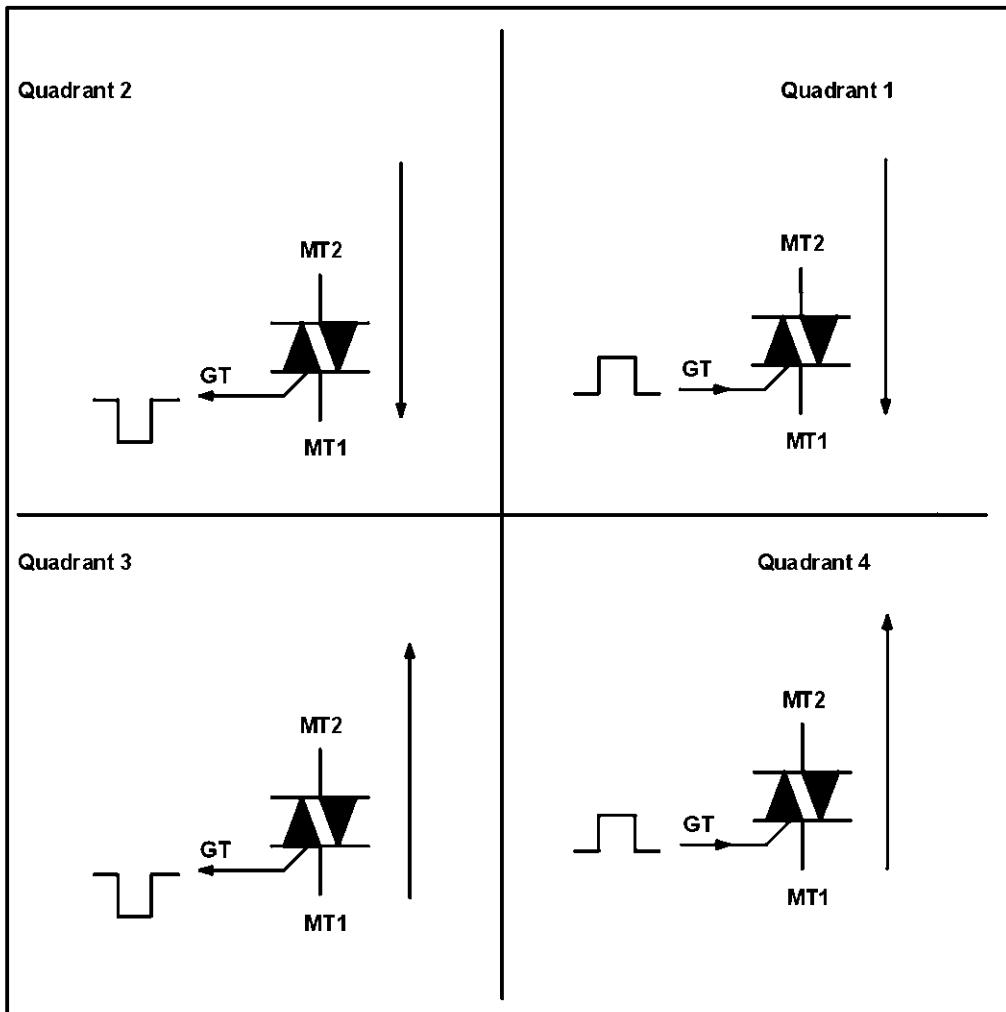 Quadrant 2
Quadrant 1
MT2
GT
MT1
MT2
GT
MT1
Quadrant 3
Quadrant 4
MT2
GT
MT1
MT2
GT
MT1